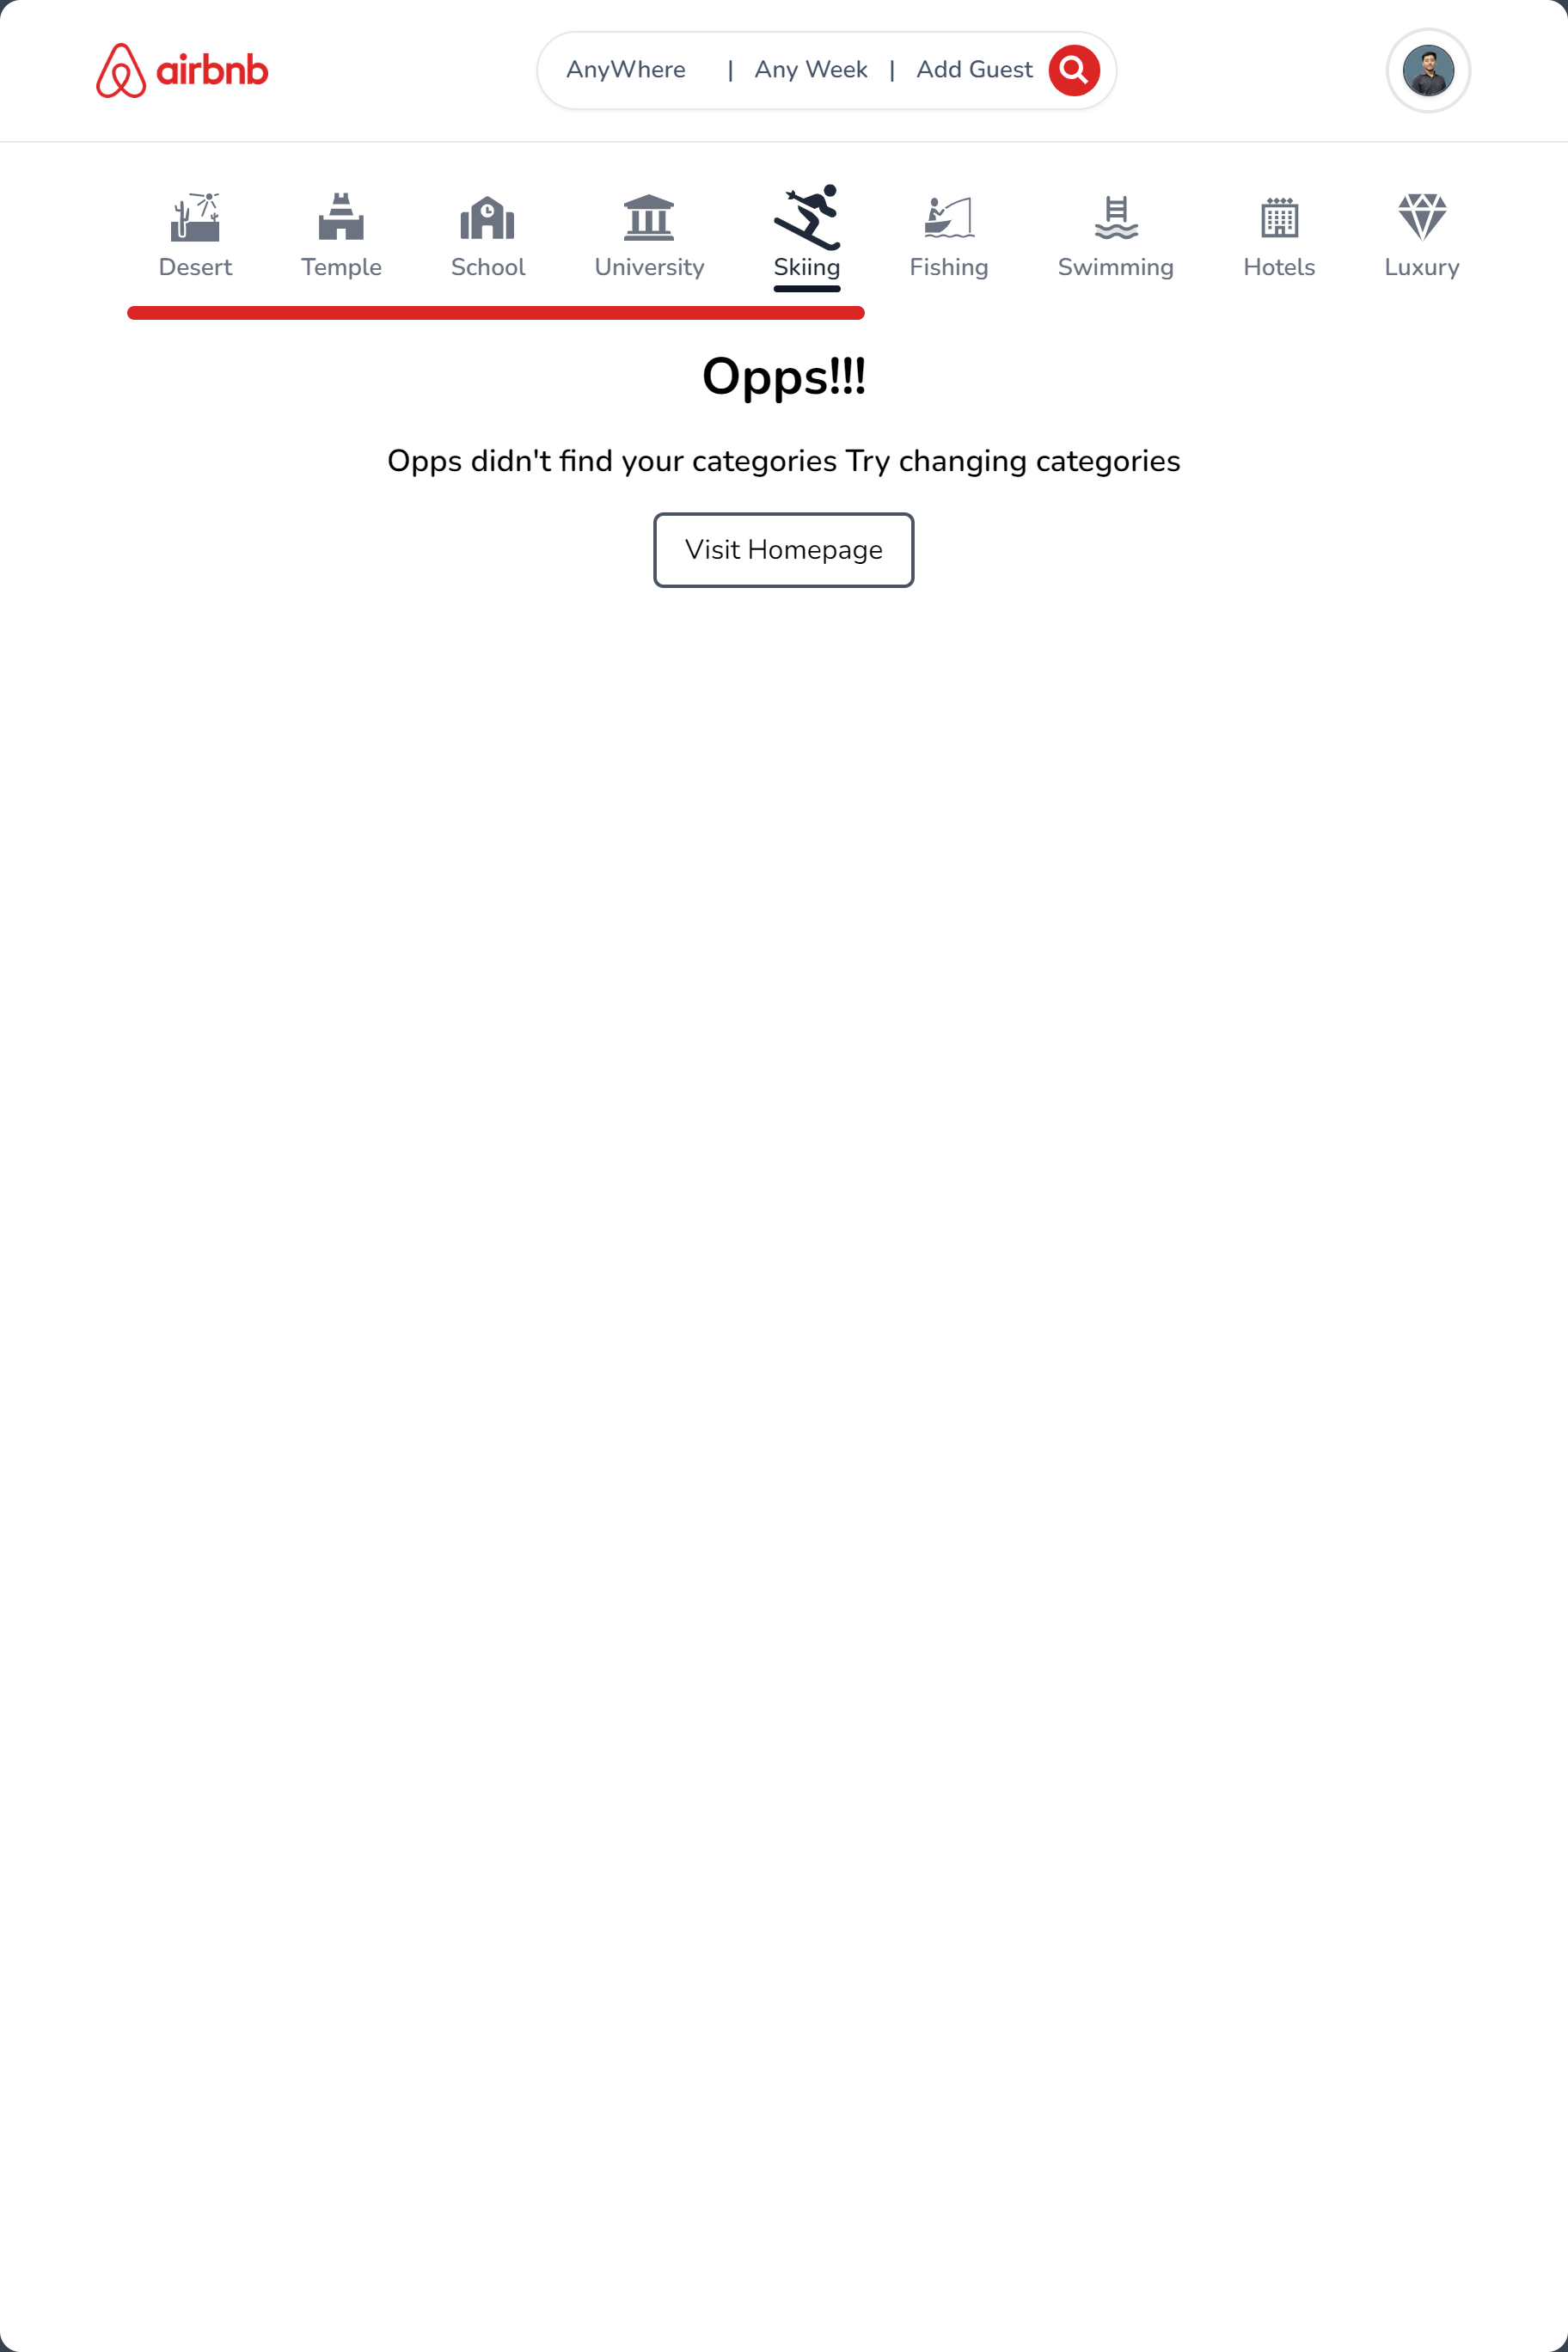 airbnb
AnyWhere | Any Week | Add Guest
Desert Temple School University Skiing Fishing Swimming Hotels Luxury
Opps!!!
Opps didn't find your categories Try changing categories
Visit Homepage